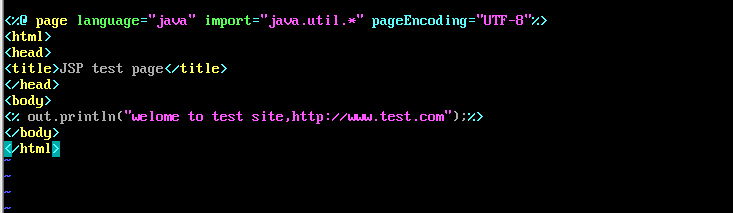 <%@ page language="java" import="java.util.*" pageEncoding="UTF-8"%>
<html>
<head>
<title>JSP test page</title>
</head>
<body>
<% out.println("welome to test site,http://www.test.com");%>
</body>
</html>
~
~
~
~